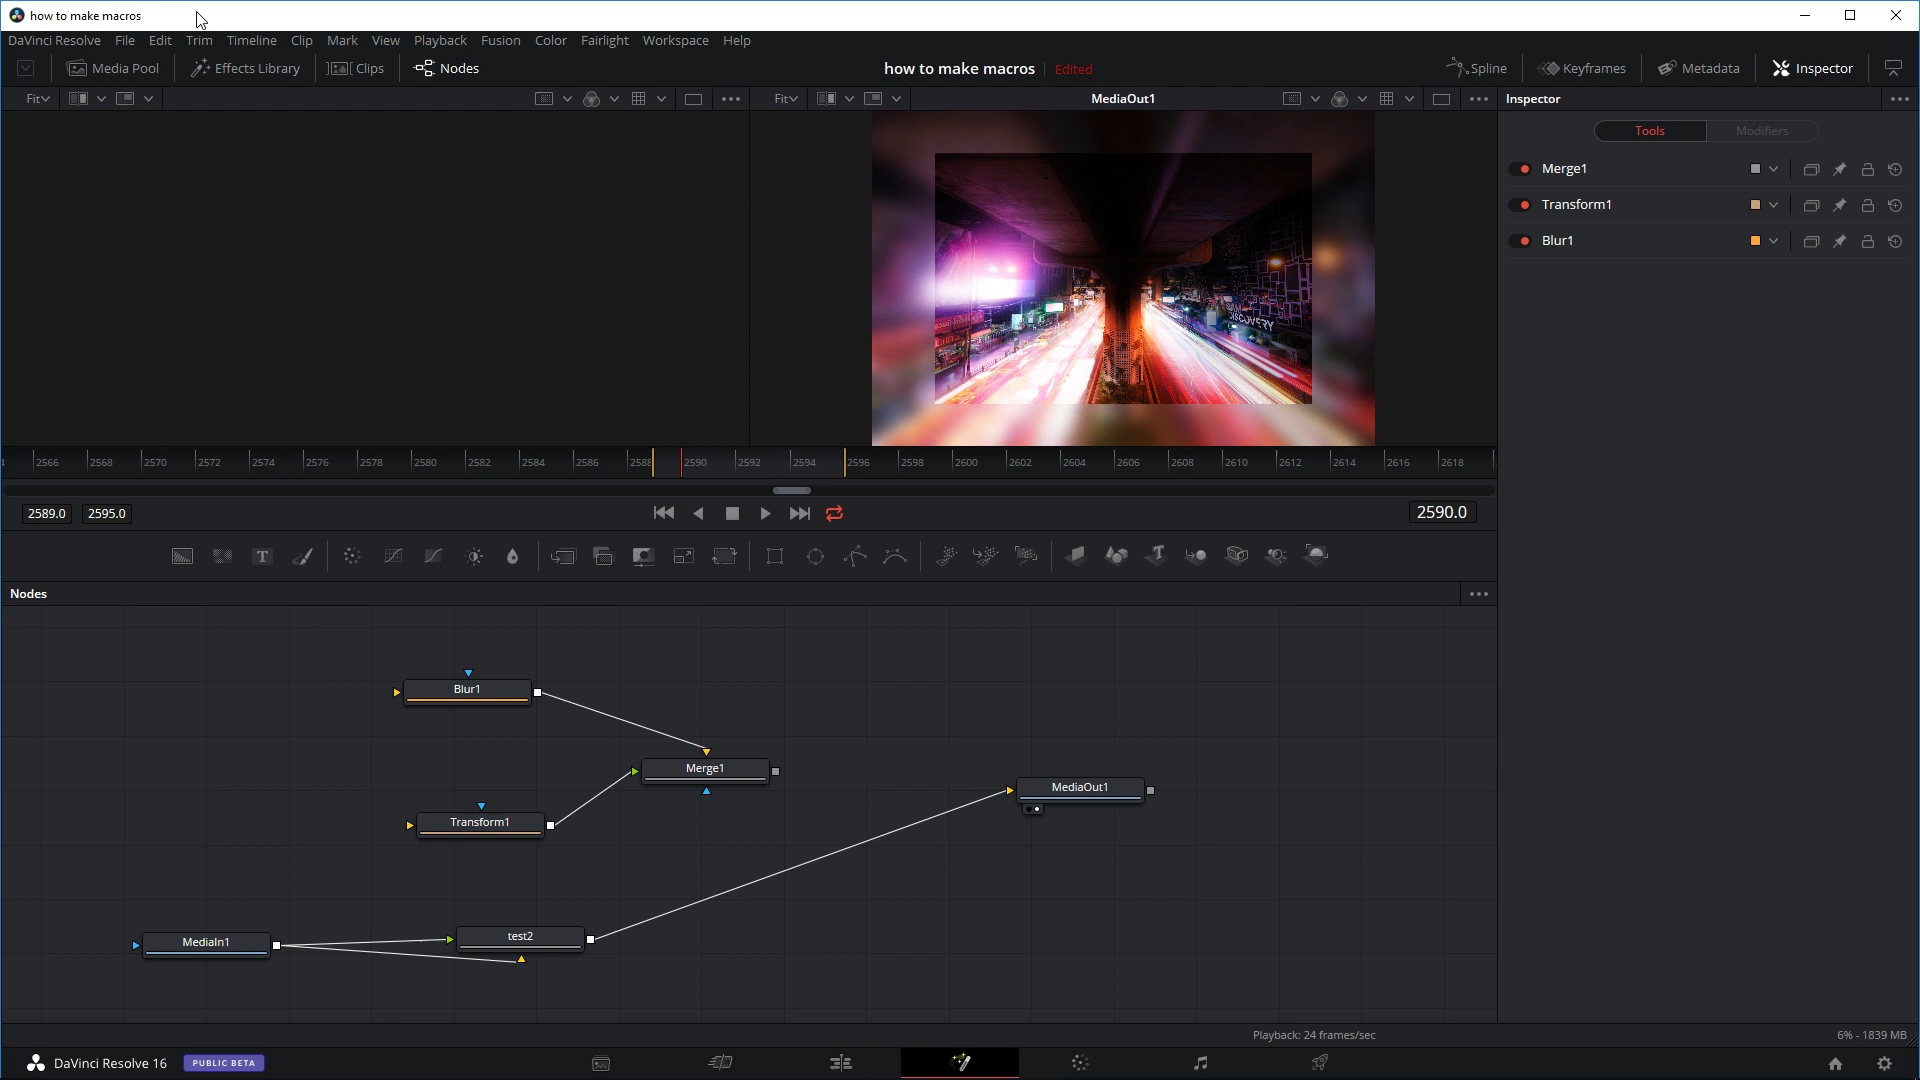 how to make macros
DaVinci Resolve File Edit Trim Timeline Clip Mark View Playback Fusion Color Fairlight Workspace Help
Media Pool Effects Library Clips Nodes how to make macros Edited Spline Keyframes Metadata Inspector
Fit Fit MediaOut1 Inspector
Tools Modifiers
Merge1
Transform1
Blur1
DISCOVERY
2566 2568 2570 2572 2574 2576 2578 2580 2582 2584 2586 2588 2590 2592 2594 2596 2598 2600 2602 2604 2606 2608 2610 2612 2614 2616 2618
2589.0 2595.0 2590.0
Nodes
Blur1
Merge1
MediaOut1
Transform1
test2
MediaIn1
Playback: 24 frames/sec 6% - 1839 MB
DaVinci Resolve 16 PUBLIC BETA